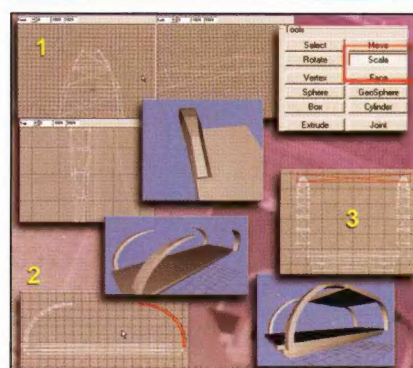 1
Tools
Select Move
Rotate Scale
Vertex Face
Sphere GeoSphere
Box Cylinder
Extrude Joint
2
3